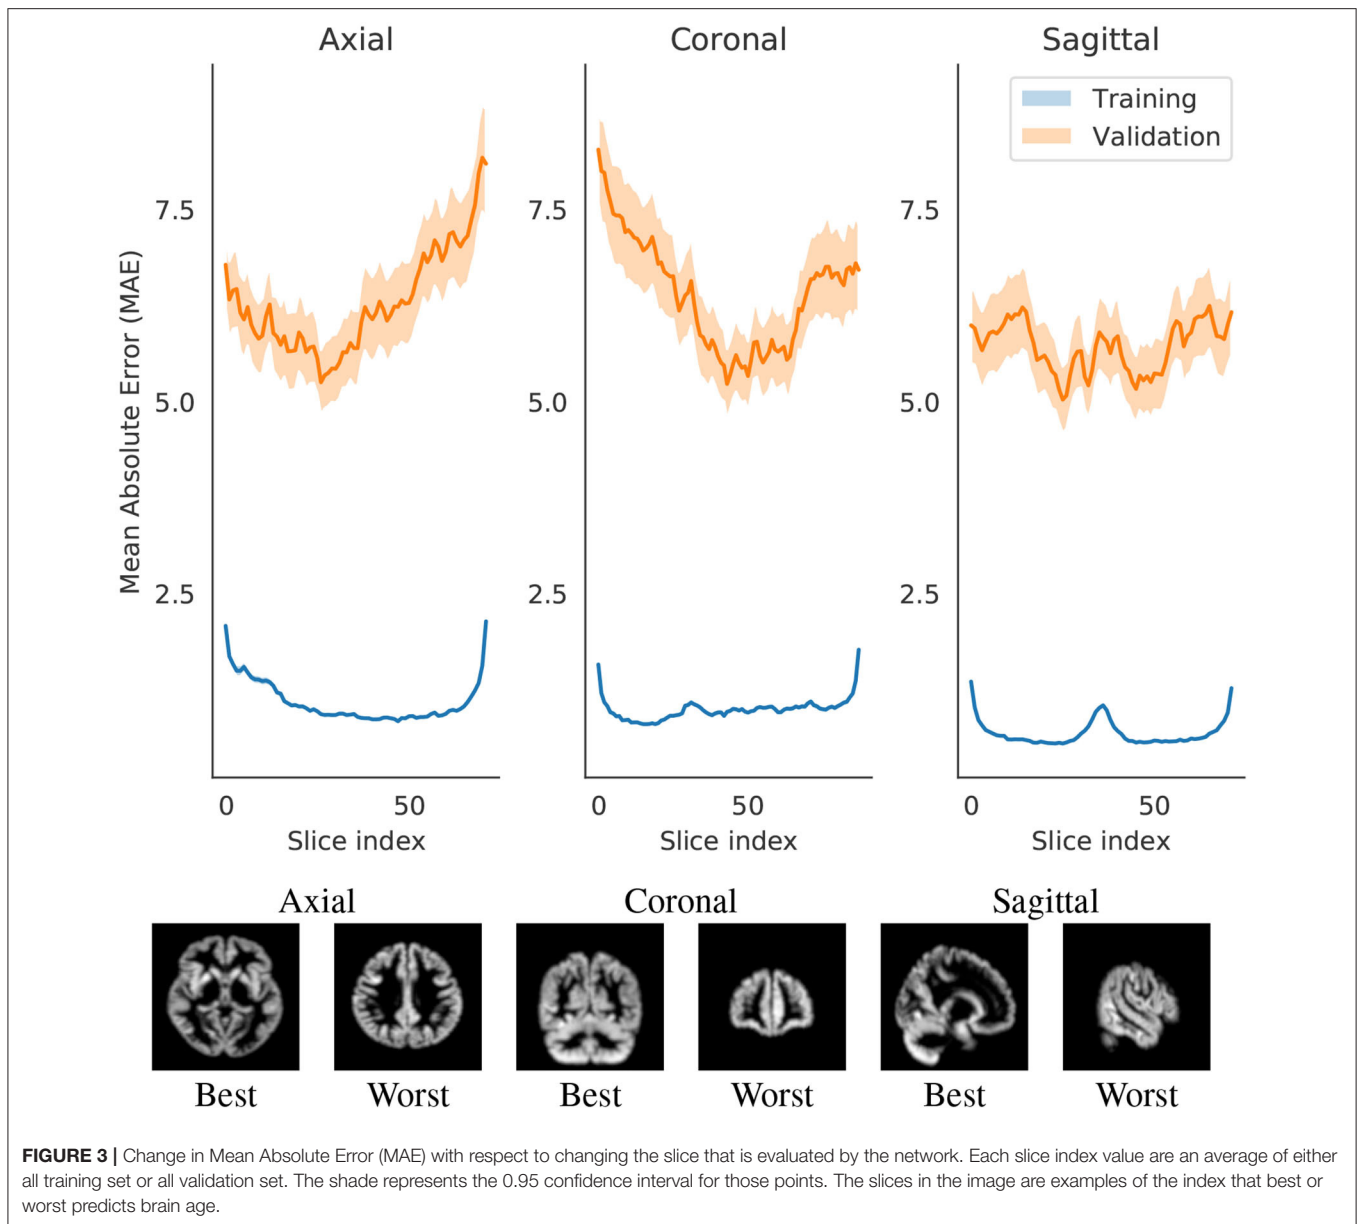 Axial
Coronal
Sagittal
Training
Validation
Mean Absolute Error (MAE)
7.5
5.0
2.5
7.5
5.0
2.5
7.5
5.0
2.5
0 50
Slice index
0 50
Slice index
0 50
Slice index
Axial
Coronal
Sagittal
Best
Worst
Best
Worst
Best
Worst
FIGURE 3 | Change in Mean Absolute Error (MAE) with respect to changing the slice that is evaluated by the network. Each slice index value are an average of either
all training set or all validation set. The shade represents the 0.95 confidence interval for those points. The slices in the image are examples of the index that best or
worst predicts brain age.